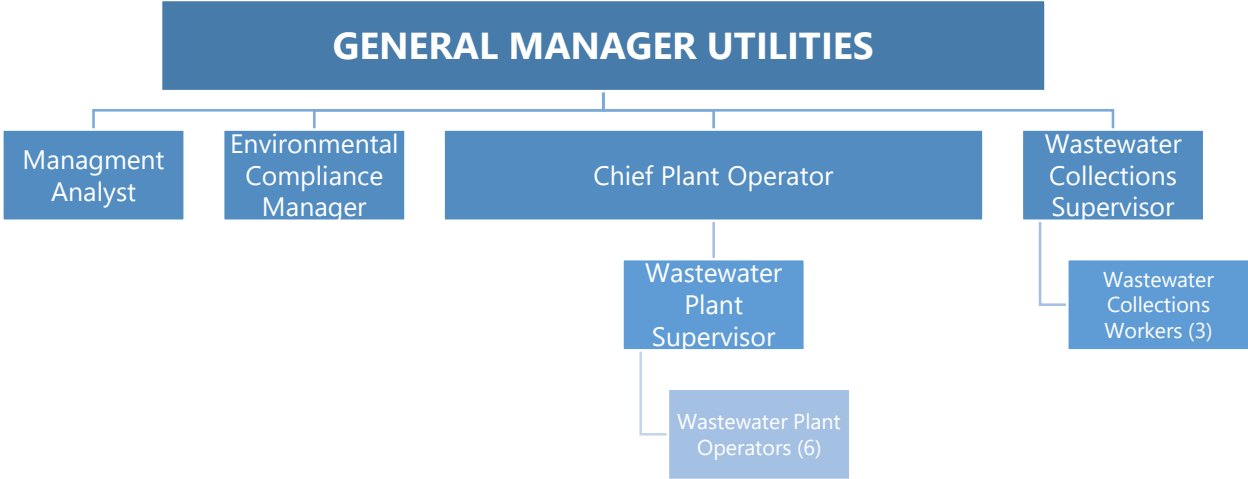 GENERAL MANAGER UTILITIES
Managment
Analyst
Environmental
Compliance
Manager
Chief Plant Operator
Wastewater
Collections
Supervisor
Wastewater
Plant
Supervisor
Wastewater
Collections
Workers (3)
Wastewater Plant
Operators (6)